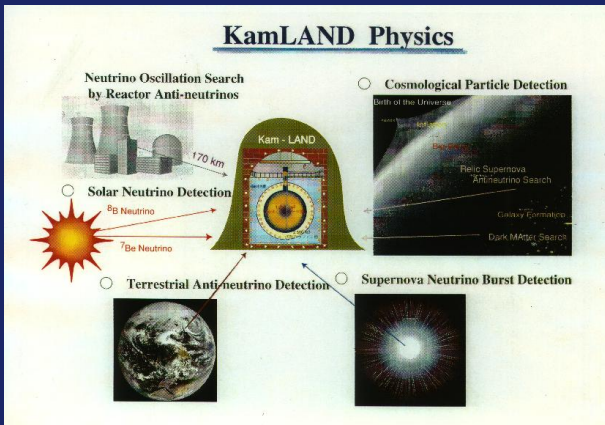 KamLAND Physics
Neutrino Oscillation Search
by Reactor Anti-neutrinos
170 km
Kam - LAND
○ Cosmological Particle Detection
Birth of the Universe
Relic Supernova
Antineutrino Search
Galaxy Formation
Dark MAtter Search
○ Solar Neutrino Detection
⁸B Neutrino
⁷Be Neutrino
○ Terrestrial Anti-neutrino Detection
○ Supernova Neutrino Burst Detection